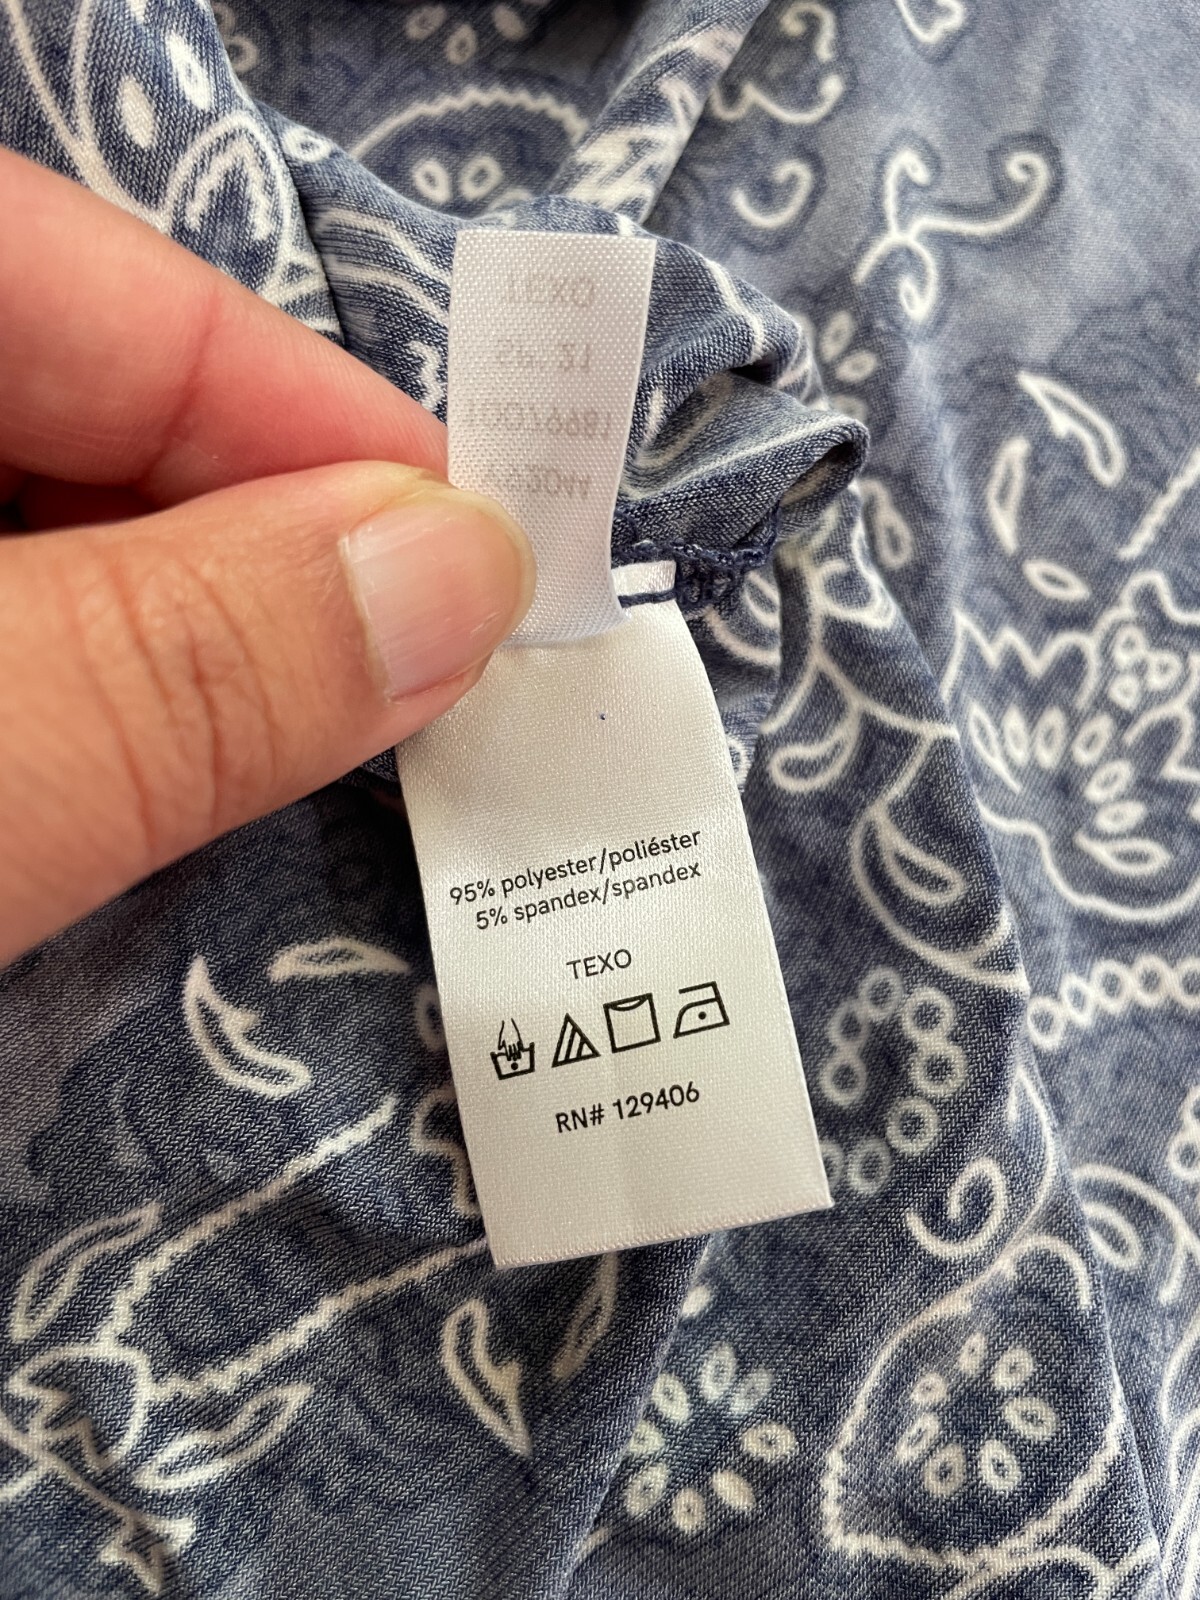 95% polyester/poliéster
5% spandex/spandex
TEXO
RN# 129406